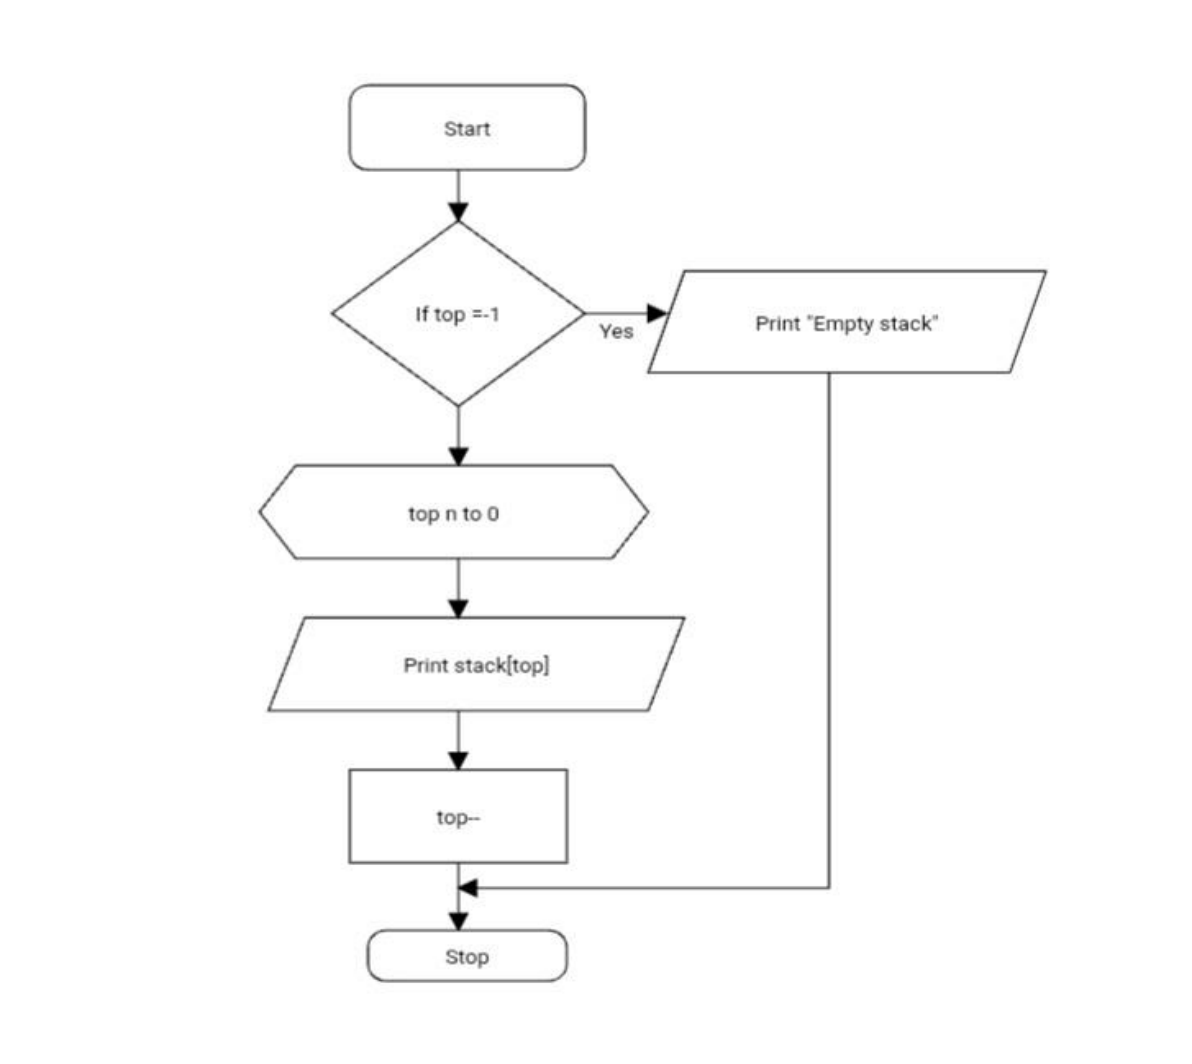 Start
If top =-1
Yes
Print "Empty stack"
top n to 0
Print stack[top]
top--
Stop